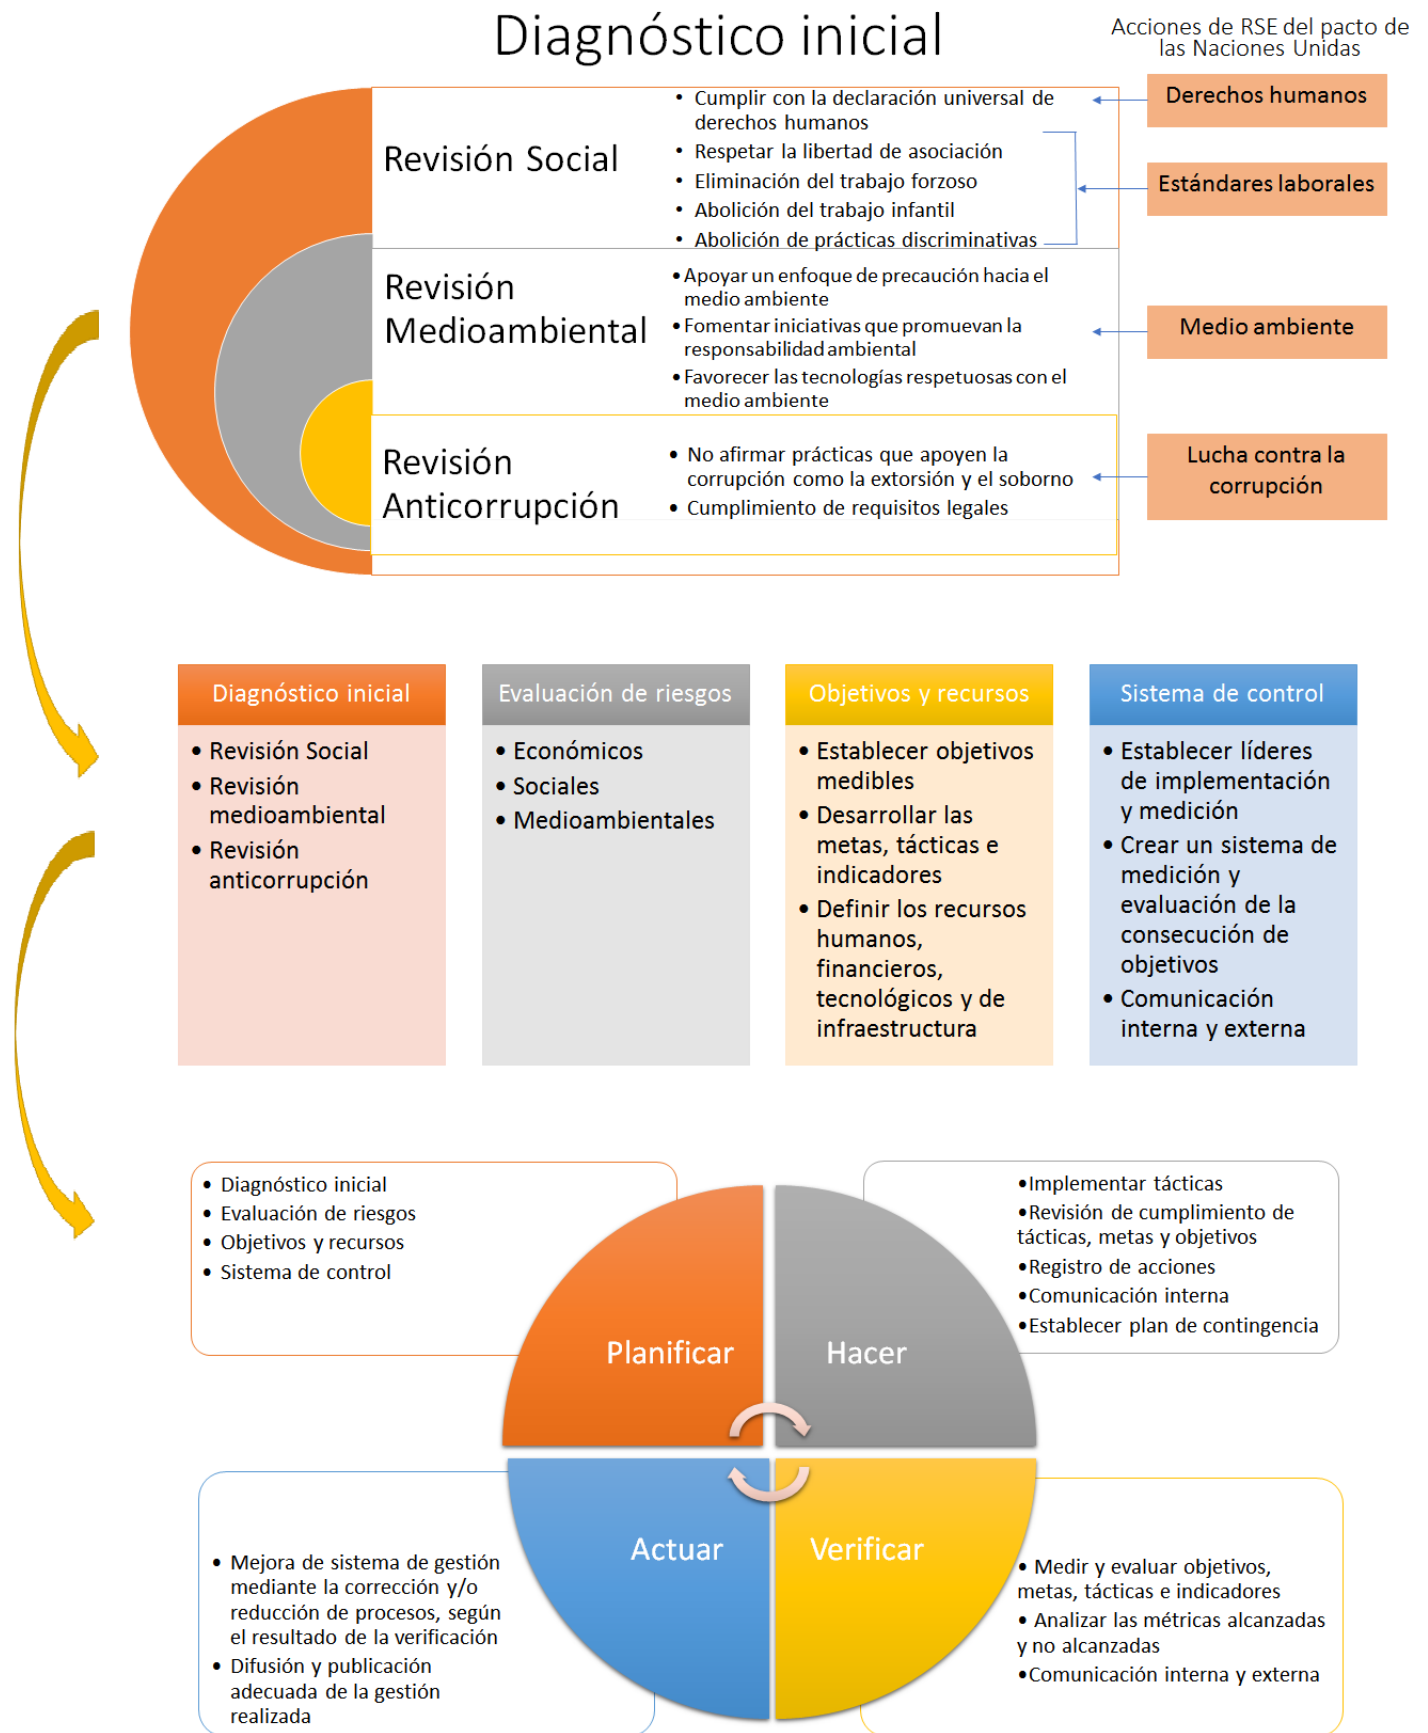 Diagnóstico inicial
Acciones de RSE del pacto de
las Naciones Unidas
Revisión Social
• Cumplir con la declaración universal de
derechos humanos
• Respetar la libertad de asociación
• Eliminación del trabajo forzoso
• Abolición del trabajo infantil
• Abolición de prácticas discriminativas
Derechos humanos
Estándares laborales
Revisión
Medioambiental
• Apoyar un enfoque de precaución hacia el
medio ambiente
• Fomentar iniciativas que promuevan la
responsabilidad ambiental
• Favorecer las tecnologías respetuosas con el
medio ambiente
Medio ambiente
Revisión
Anticorrupción
• No afirmar prácticas que apoyen la
corrupción como la extorsión y el soborno
• Cumplimiento de requisitos legales
Lucha contra la
corrupción
Diagnóstico inicial
• Revisión Social
• Revisión
medioambiental
• Revisión
anticorrupción
Evaluación de riesgos
• Económicos
• Sociales
• Medioambientales
Objetivos y recursos
• Establecer objetivos
medibles
• Desarrollar las
metas, tácticas e
indicadores
• Definir los recursos
humanos,
financieros,
tecnológicos y de
infraestructura
Sistema de control
• Establecer líderes
de implementación
y medición
• Crear un sistema de
medición y
evaluación de la
consecución de
objetivos
• Comunicación
interna y externa
• Diagnóstico inicial
• Evaluación de riesgos
• Objetivos y recursos
• Sistema de control
Planificar
•Implementar tácticas
•Revisión de cumplimiento de
tácticas, metas y objetivos
•Registro de acciones
•Comunicación interna
•Establecer plan de contingencia
Hacer
• Mejora de sistema de gestión
mediante la corrección y/o
reducción de procesos, según
el resultado de la verificación
• Difusión y publicación
adecuada de la gestión
realizada
Actuar
Verificar
• Medir y evaluar objetivos,
metas, tácticas e indicadores
• Analizar las métricas alcanzadas
y no alcanzadas
•Comunicación interna y externa